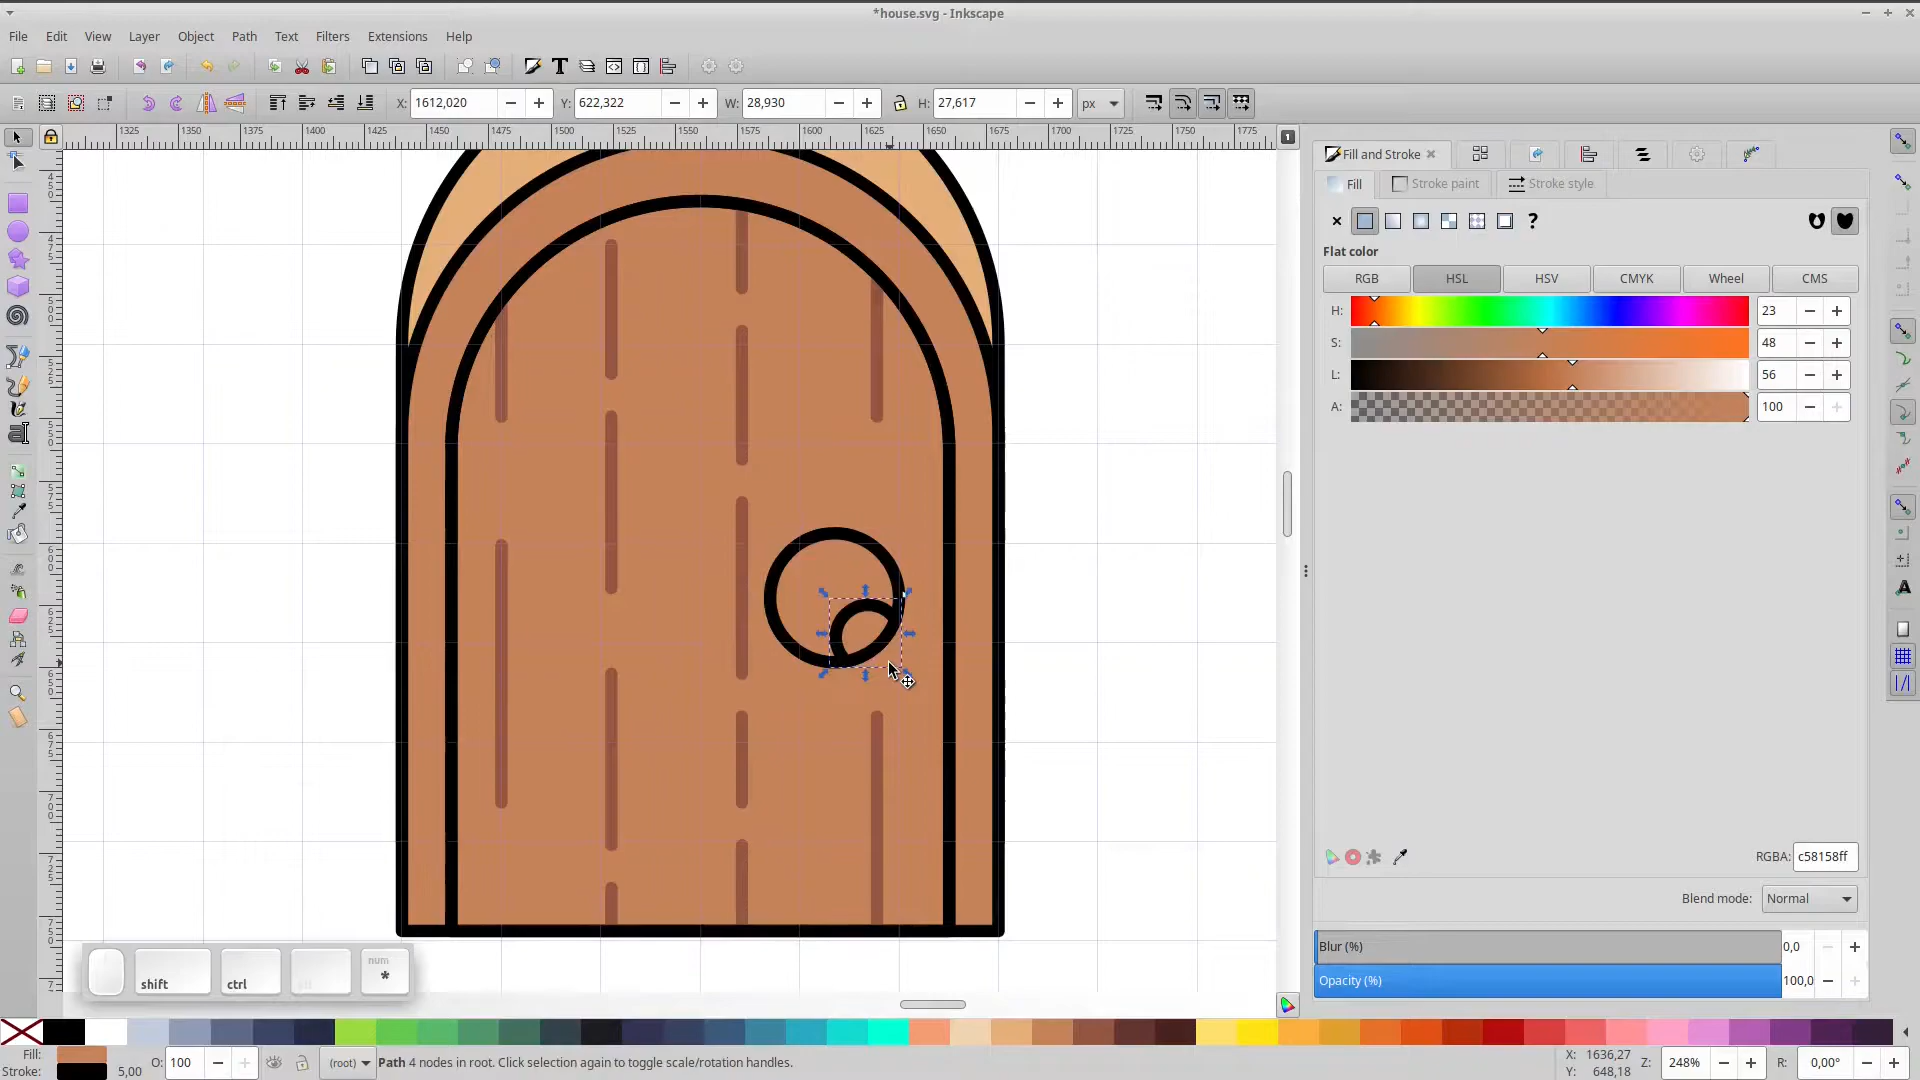 *house.svg - Inkscape
File Edit View Layer Object Path Text Filters Extensions Help
X: 1612,020 Y: 622,322 W: 28,930 H: 27,617 px
1325 1350 1375 1400 1425 1450 1475 1500 1525 1550 1575 1600 1625 1650 1675 1700 1725 1750 1775
1
Fill and Stroke
Fill Stroke paint Stroke style
?
Flat color
RGB HSL HSV CMYK Wheel CMS
H: 23
S: 48
L: 56
A: 100
RGBA: c58158ff
Blend mode: Normal
Blur (%) 0,0
Opacity (%) 100,0
shift ctrl alt num *
Fill: O: 100 (root) Path 4 nodes in root. Click selection again to toggle scale/rotation handles. X: 1636,27 Z: 248% R: 0,00°
Stroke: 5,00 Y: 648,18